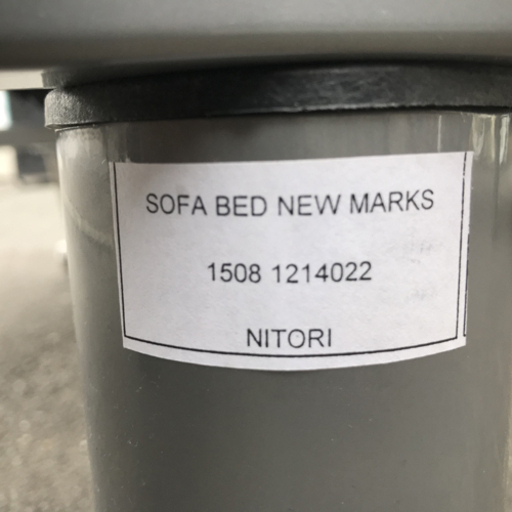 SOFA BED NEW MARKS
1508 1214022
NITORI